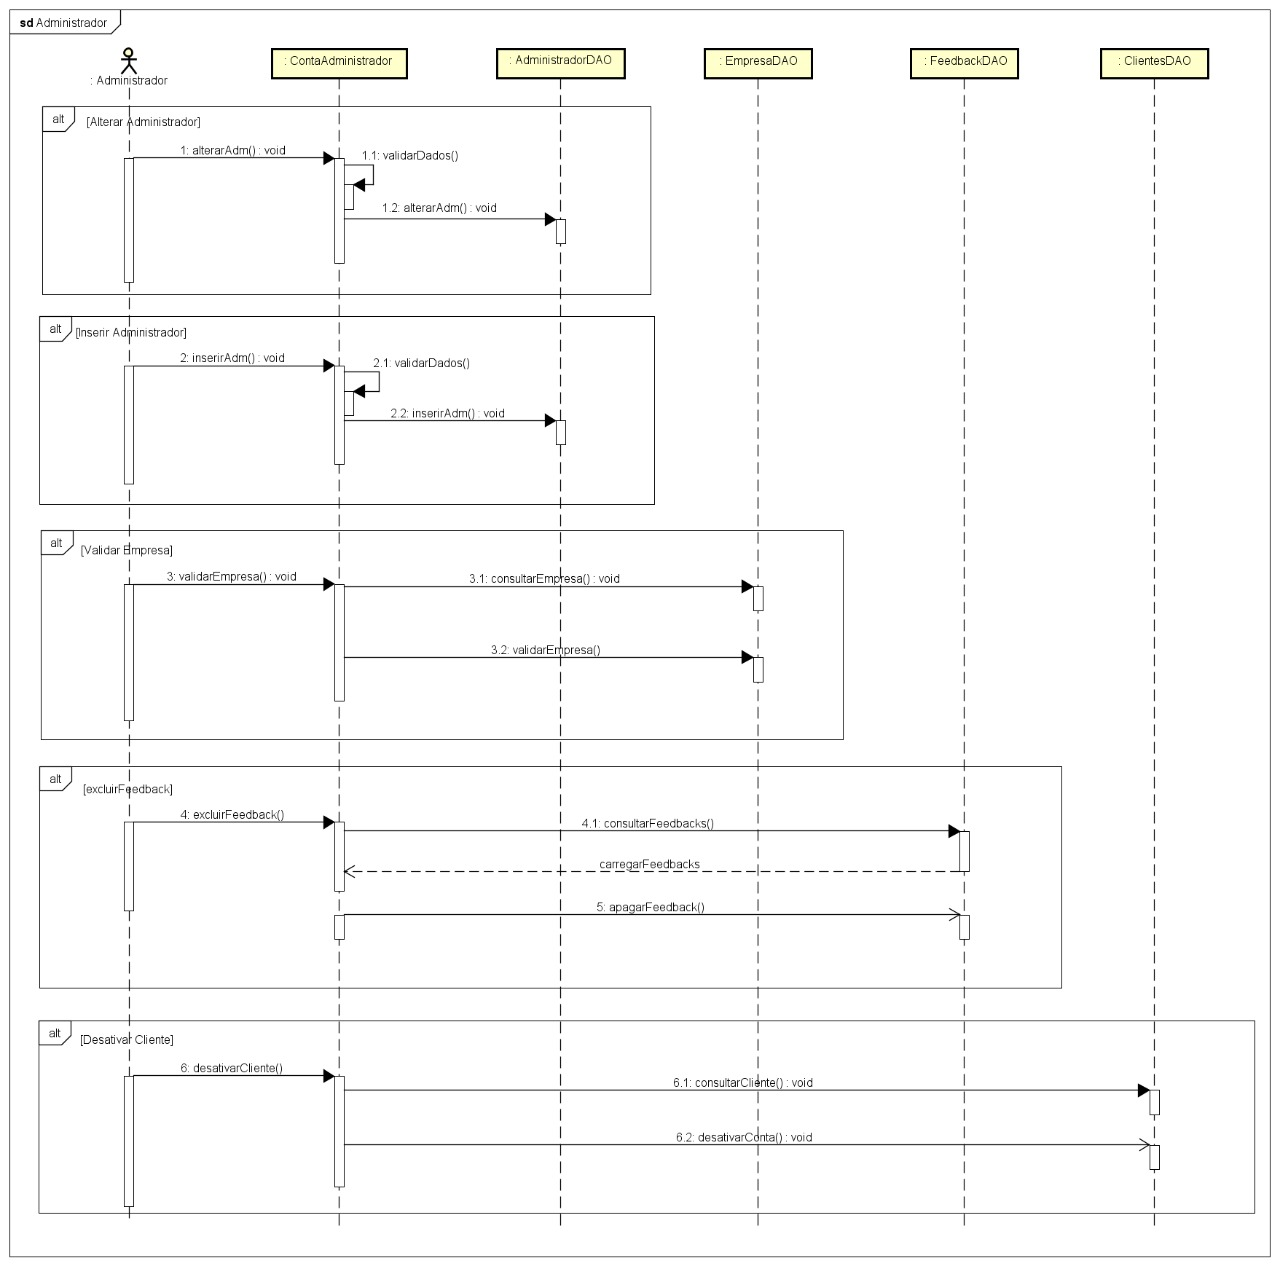 sd Administrador
: Administrador
: ContaAdministrador
: AdministradorDAO
: EmpresaDAO
: FeedbackDAO
: ClientesDAO
alt
[Alterar Administrador]
1: alterarAdm() : void
1.1: validarDados()
1.2: alterarAdm() : void
alt
[Inserir Administrador]
2: inserirAdm() : void
2.1: validarDados()
2.2: inserirAdm() : void
alt
[Validar Empresa]
3: validarEmpresa() : void
3.1: consultarEmpresa() : void
3.2: validarEmpresa()
alt
[excluirFeedback]
4: excluirFeedback()
4.1: consultarFeedbacks()
carregarFeedbacks
5: apagarFeedback()
alt
[Desativar Cliente]
6: desativarCliente()
6.1: consultarCliente() : void
6.2: desativarConta() : void